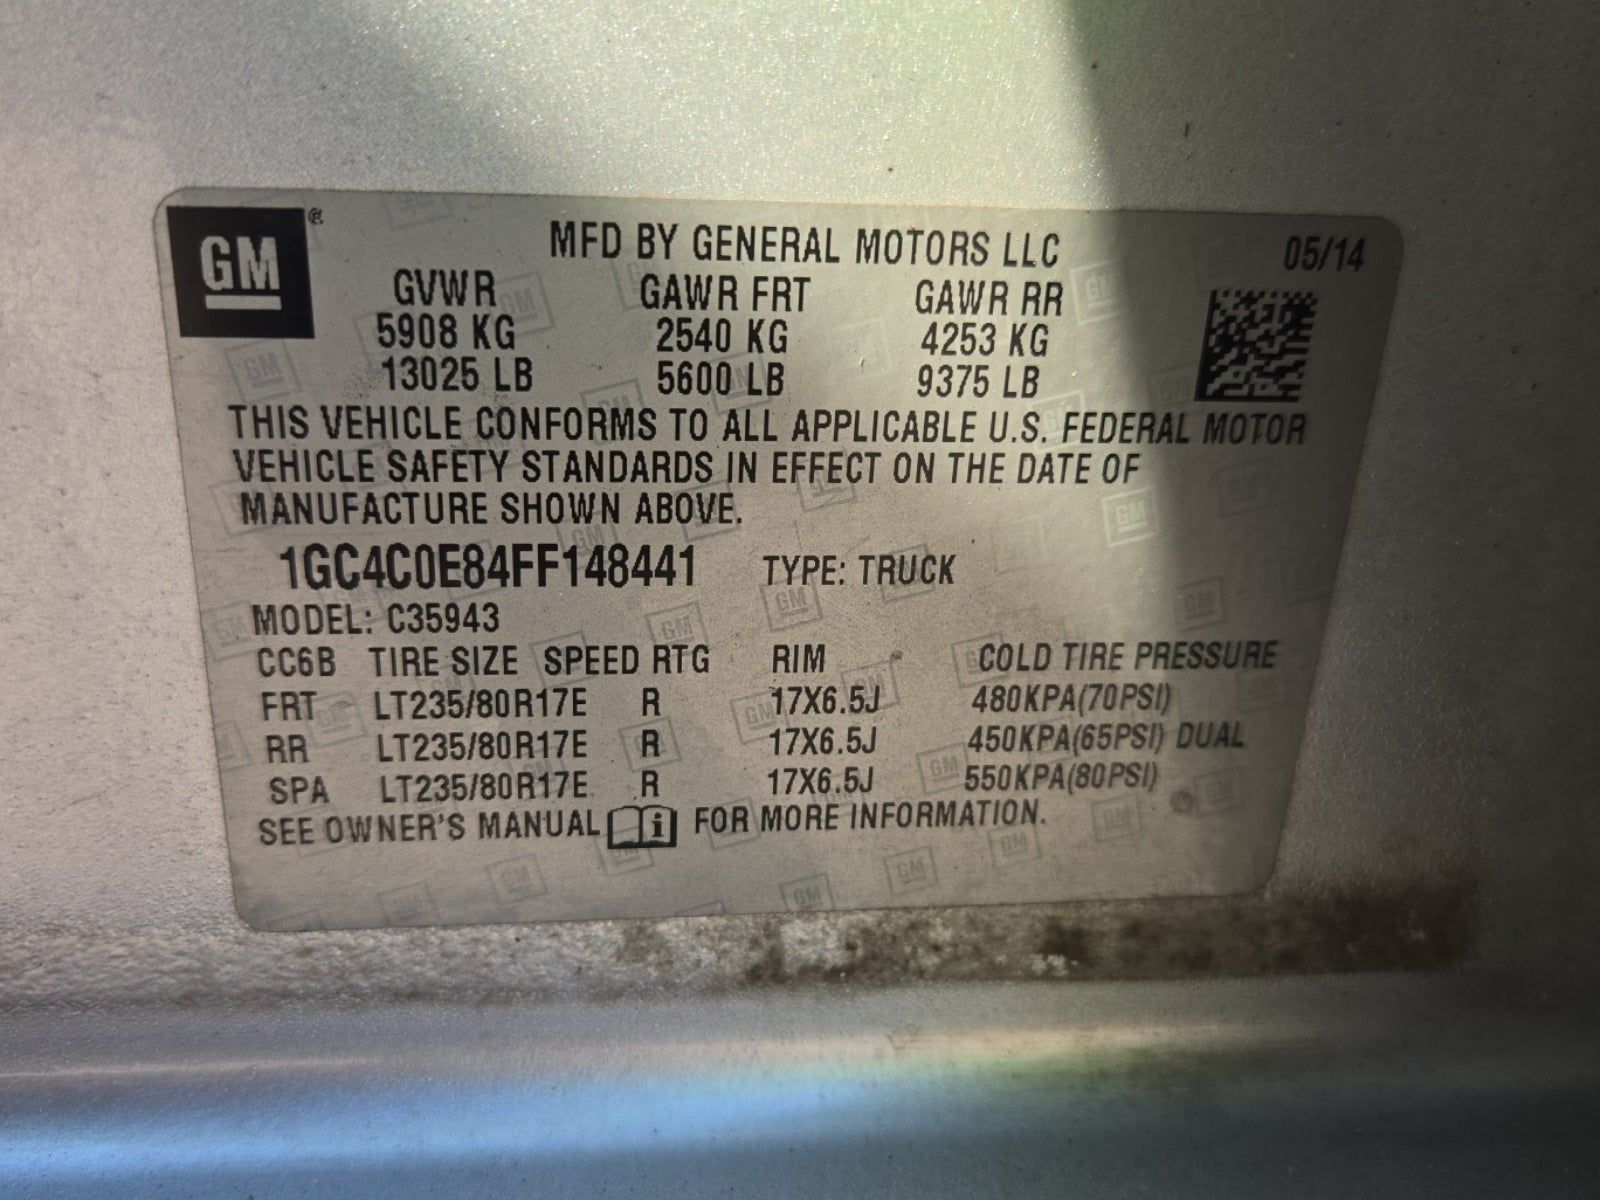 GM ®
MFD BY GENERAL MOTORS LLC 05/14
GVWR GAWR FRT GAWR RR
5908 KG 2540 KG 4253 KG
13025 LB 5600 LB 9375 LB
THIS VEHICLE CONFORMS TO ALL APPLICABLE U.S. FEDERAL MOTOR
VEHICLE SAFETY STANDARDS IN EFFECT ON THE DATE OF
MANUFACTURE SHOWN ABOVE.
1GC4C0E84FF148441 TYPE: TRUCK
MODEL: C35943
CC6B TIRE SIZE SPEED RTG RIM COLD TIRE PRESSURE
FRT LT235/80R17E R 17X6.5J 480KPA(70PSI)
RR LT235/80R17E R 17X6.5J 450KPA(65PSI) DUAL
SPA LT235/80R17E R 17X6.5J 550KPA(80PSI)
SEE OWNER'S MANUAL i FOR MORE INFORMATION.